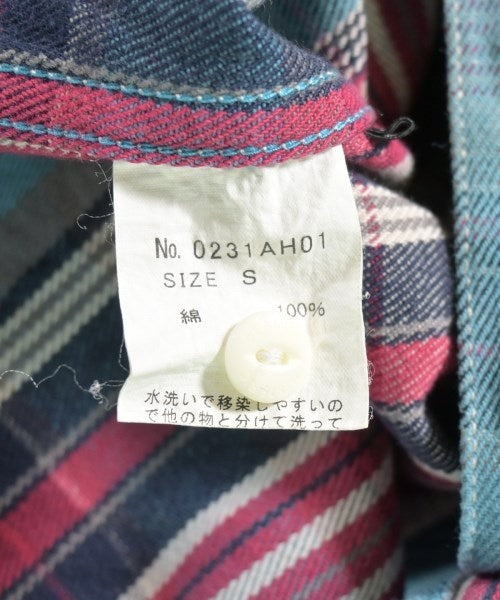 No. 0231AH01
SIZE S
綿 100%
水洗いで移染しやすいの
で他の物と分けて洗って